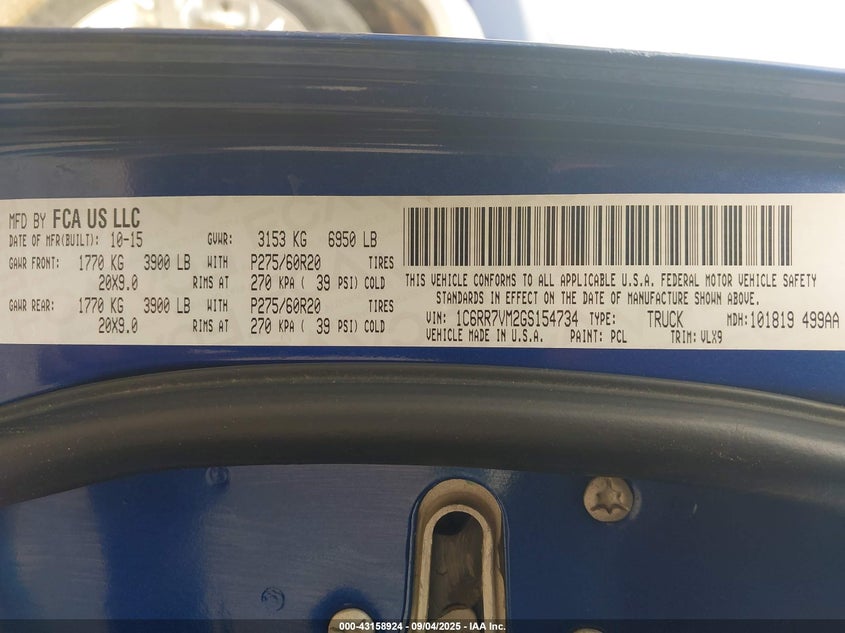 MFD BY FCA US LLC
DATE OF MFR(BUILT): 10-15 GVWR: 3153 KG 6950 LB
GAWR FRONT: 1770 KG 3900 LB WITH P275/60R20 TIRES
20X9.0 RIMS AT 270 KPA ( 39 PSI) COLD
GAWR REAR: 1770 KG 3900 LB WITH P275/60R20 TIRES
20X9.0 RIMS AT 270 KPA ( 39 PSI) COLD
THIS VEHICLE CONFORMS TO ALL APPLICABLE U.S.A. FEDERAL MOTOR VEHICLE SAFETY
STANDARDS IN EFFECT ON THE DATE OF MANUFACTURE SHOWN ABOVE.
VIN: 1C6RR7VM2GS154734 TYPE: TRUCK MDH:101819 499AA
VEHICLE MADE IN U.S.A. PAINT: PCL TRIM: VLX9
000-43158924 - 09/04/2025 - IAA Inc.